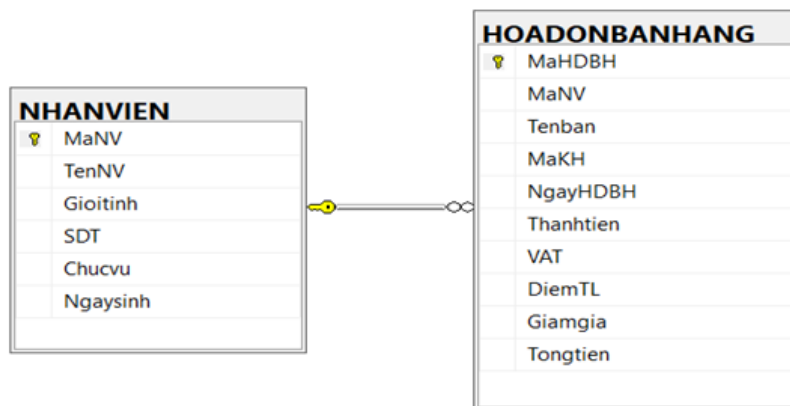 NHANVIEN
MaNV
TenNV
Gioitinh
SDT
Chucvu
Ngaysinh
HOADONBANHANG
MaHDBH
MaNV
Tenban
MaKH
NgayHDBH
Thanhtien
VAT
DiemTL
Giamgia
Tongtien